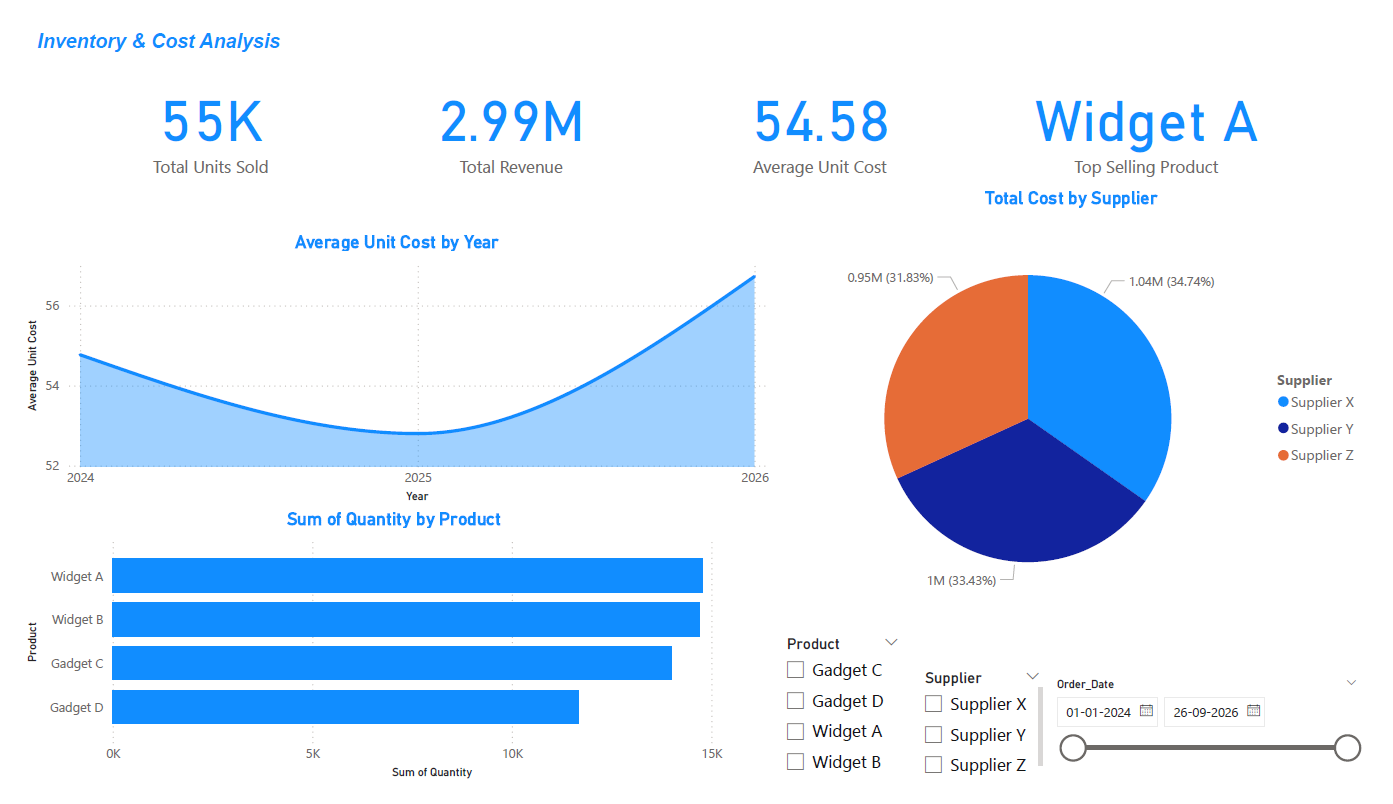 Inventory & Cost Analysis
55K
Total Units Sold
2.99M
Total Revenue
54.58
Average Unit Cost
Widget A
Top Selling Product
Average Unit Cost by Year
Average Unit Cost
56
54
52
2024
2025
2026
Year
Total Cost by Supplier
0.95M (31.83%)
1.04M (34.74%)
1M (33.43%)
Supplier
Supplier X
Supplier Y
Supplier Z
Sum of Quantity by Product
Product
Widget A
Widget B
Gadget C
Gadget D
0K
5K
10K
15K
Sum of Quantity
Product
Gadget C
Gadget D
Widget A
Widget B
Supplier
Supplier X
Supplier Y
Supplier Z
Order_Date
01-01-2024
26-09-2026